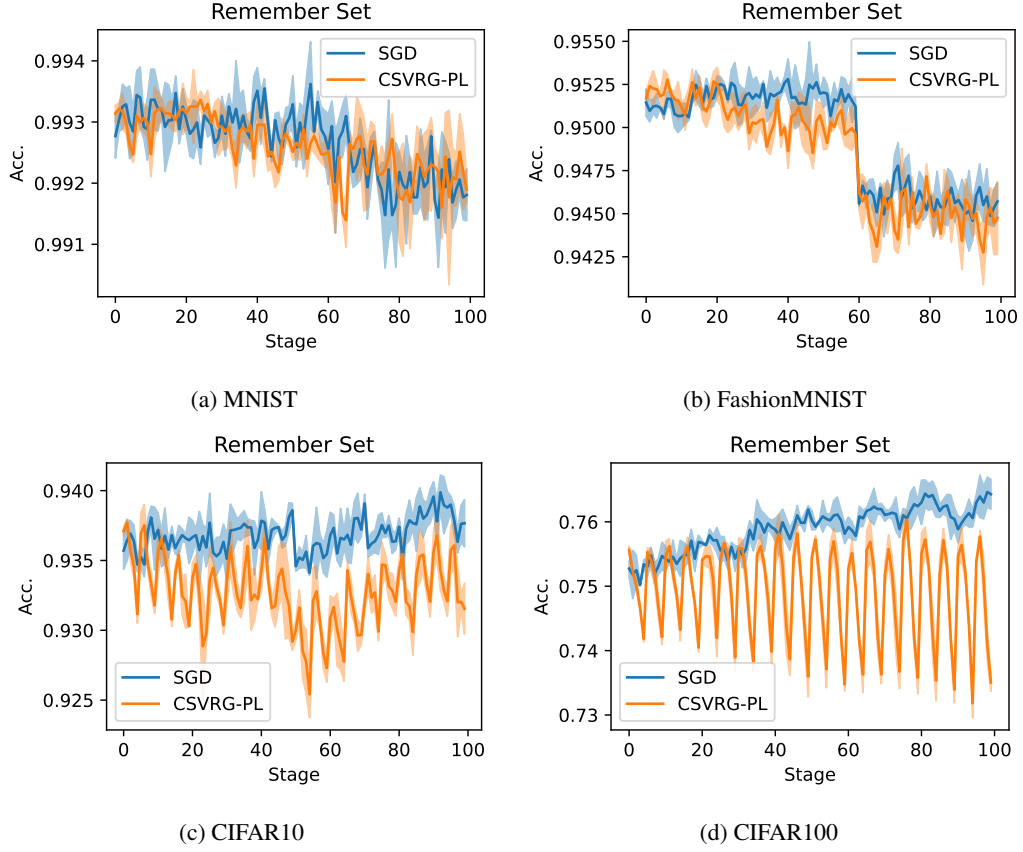 Remember Set
0.994
0.993
0.992
0.991
Acc.
SGD
CSVRG-PL
0 20 40 60 80 100
Stage
(a) MNIST
Remember Set
0.9550
0.9525
0.9500
0.9475
0.9450
0.9425
Acc.
SGD
CSVRG-PL
0 20 40 60 80 100
Stage
(b) FashionMNIST
Remember Set
0.940
0.935
0.930
0.925
Acc.
SGD
CSVRG-PL
0 20 40 60 80 100
Stage
(c) CIFAR10
Remember Set
0.76
0.75
0.74
0.73
Acc.
SGD
CSVRG-PL
0 20 40 60 80 100
Stage
(d) CIFAR100